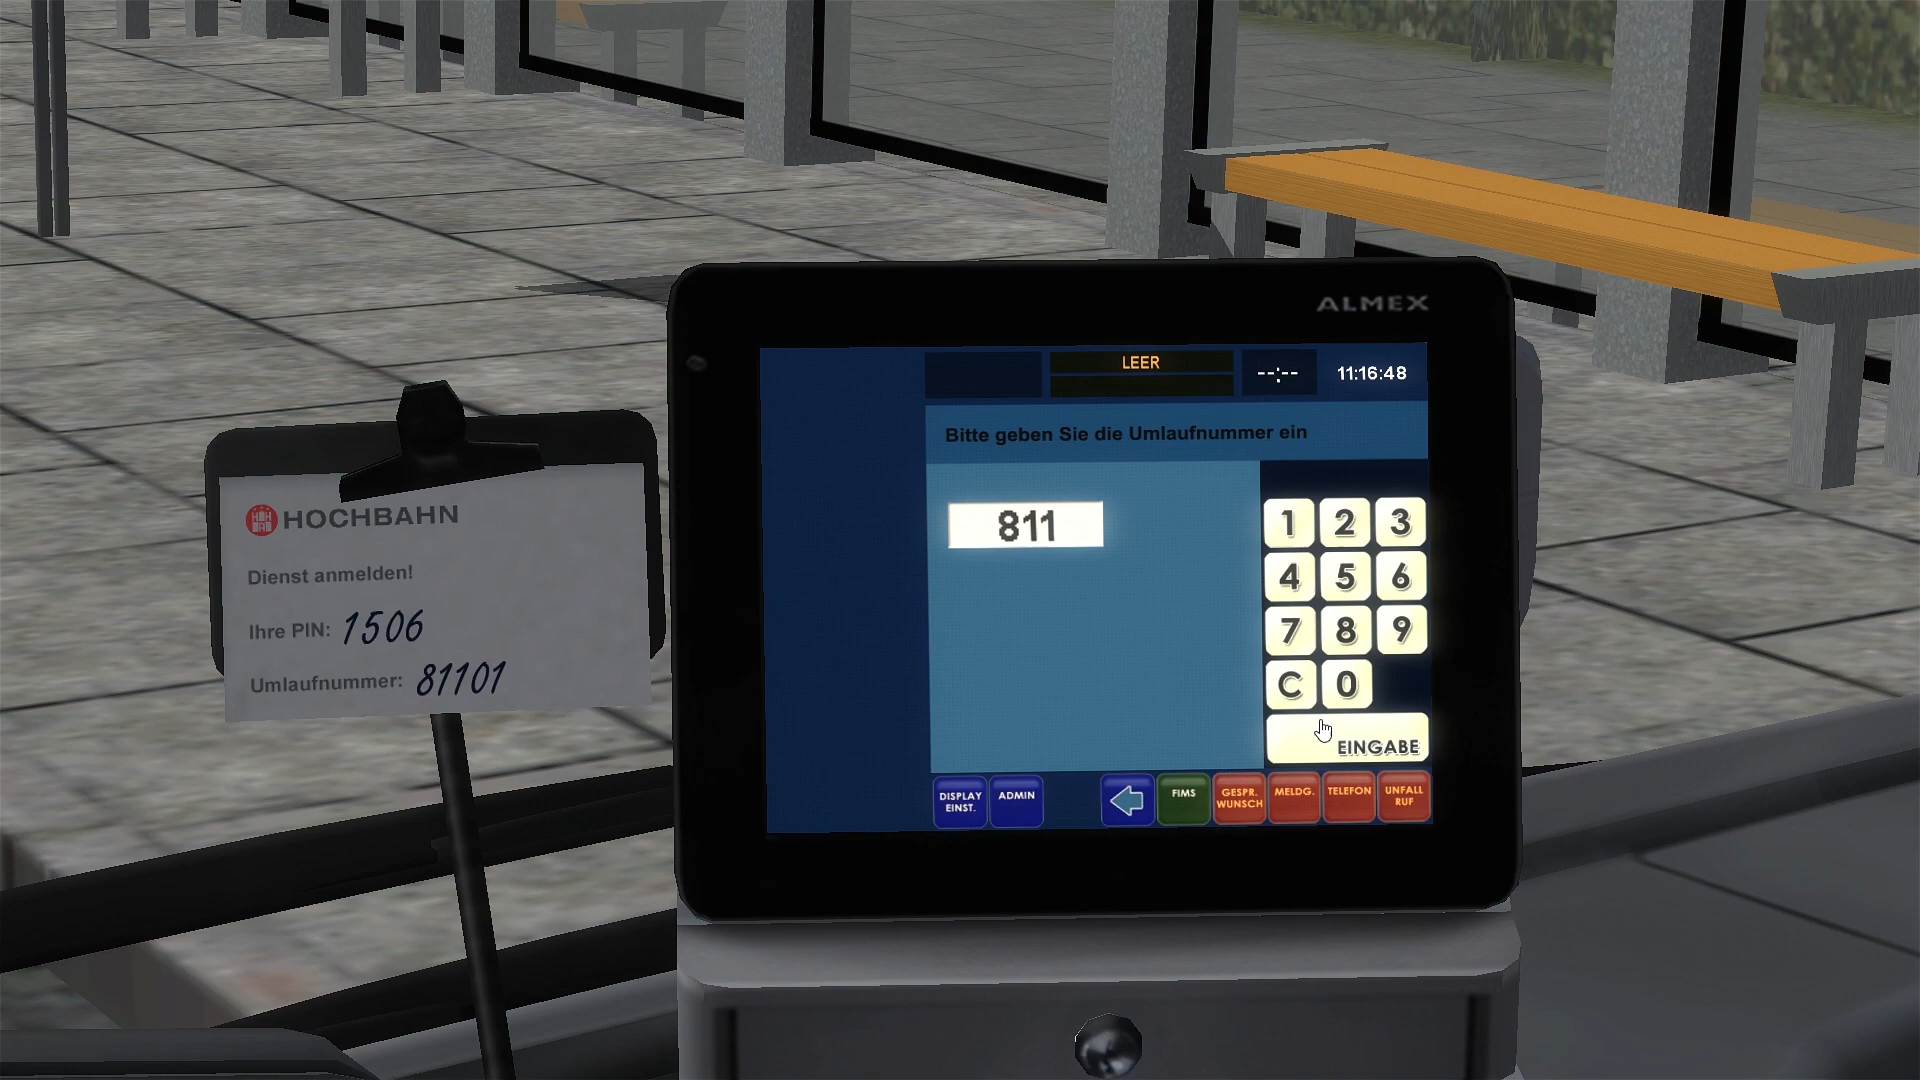 ALMEX
LEER
--:--
11:16:48
Bitte geben Sie die Umlaufnummer ein
811
1 2 3
4 5 6
7 8 9
C 0
EINGABE
DISPLAY
EINST.
ADMIN
FIMS
GESPR.
WUNSCH
MELDG.
TELEFON
UNFALL
RUF
HHA
HOCHBAHN
Dienst anmelden!
Ihre PIN: 1506
Umlaufnummer: 81101